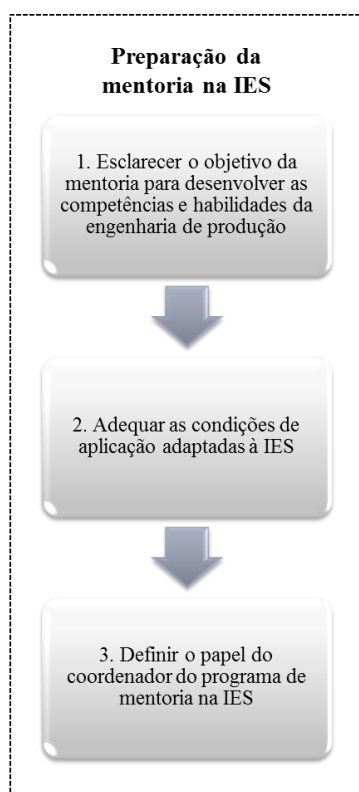 Preparação da
mentoria na IES
1. Esclarecer o objetivo da
mentoria para desenvolver as
competências e habilidades da
engenharia de produção
2. Adequar as condições de
aplicação adaptadas à IES
3. Definir o papel do
coordenador do programa de
mentoria na IES